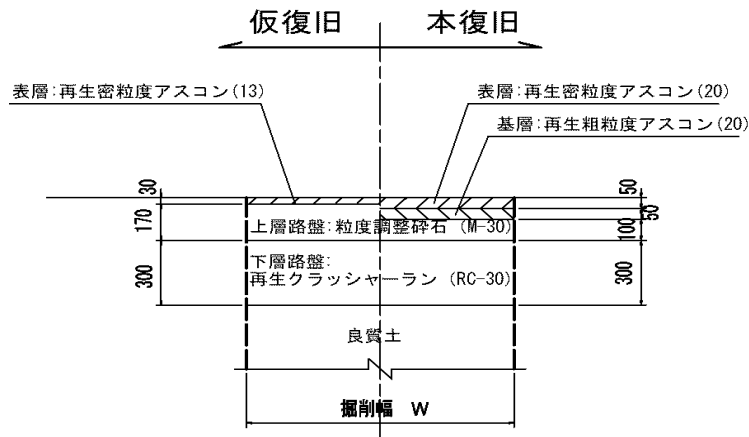 仮復旧
本復旧
表層:再生密粒度アスコン(13)
表層:再生密粒度アスコン(20)
基層:再生粗粒度アスコン(20)
30
170
300
50
50
100
300
上層路盤:粒度調整砕石 (M-30)
下層路盤:
再生クラッシャーラン (RC-30)
良質土
掘削幅 W